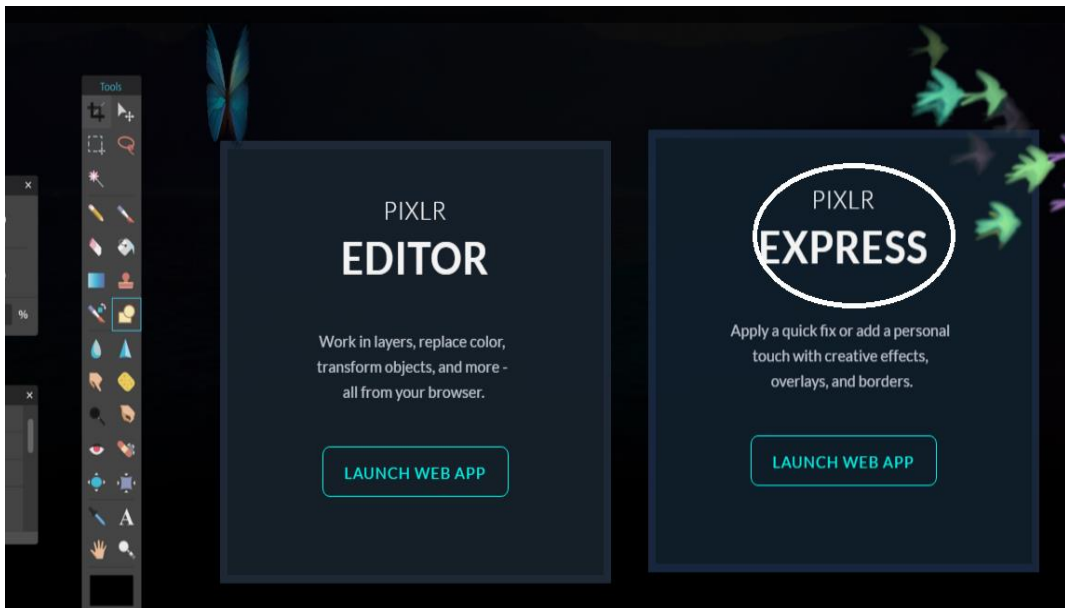 Tools
%
A
PIXLR
EDITOR
Work in layers, replace color,
transform objects, and more -
all from your browser.
LAUNCH WEB APP
PIXLR
EXPRESS
Apply a quick fix or add a personal
touch with creative effects,
overlays, and borders.
LAUNCH WEB APP